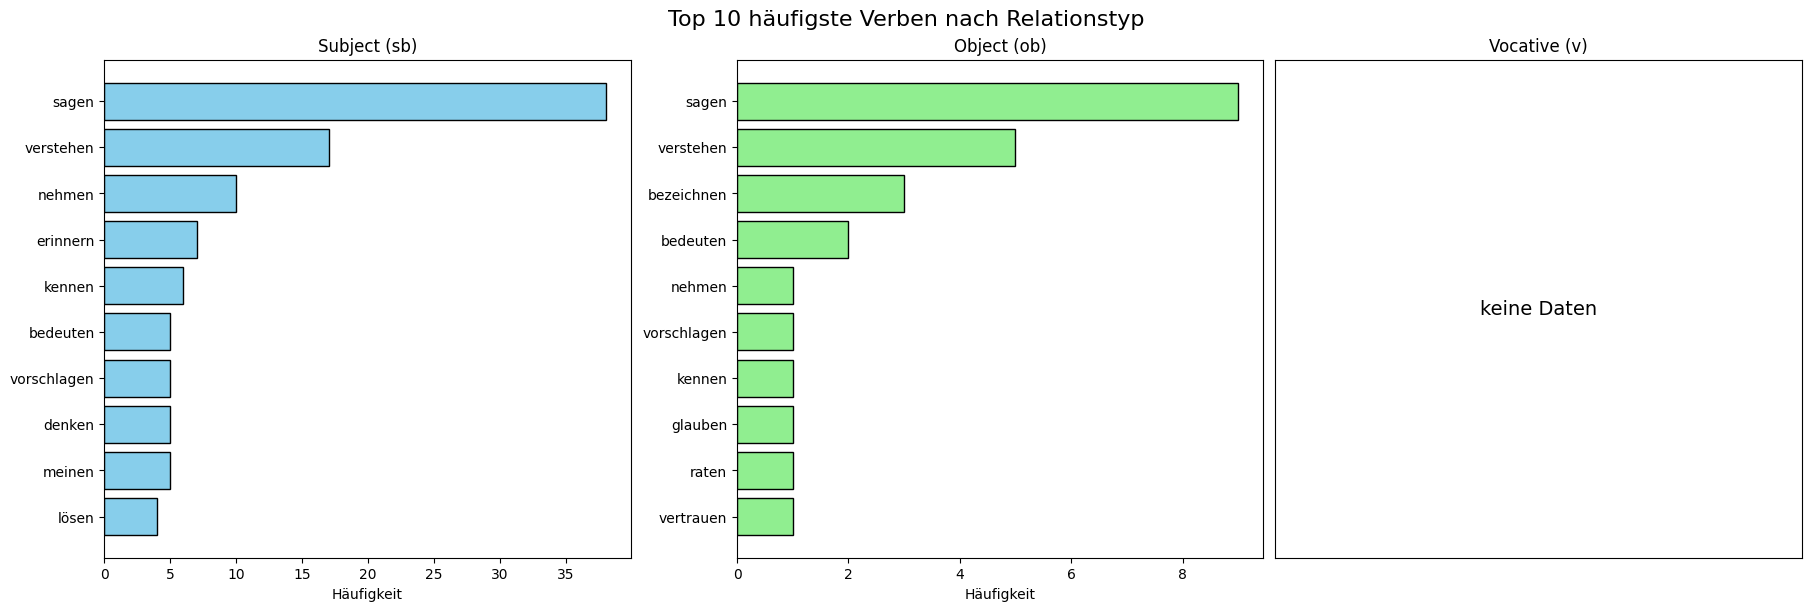 Top 10 häufigste Verben nach Relationstyp
Subject (sb)
sagen
verstehen
nehmen
erinnern
kennen
bedeuten
vorschlagen
denken
meinen
lösen
0 5 10 15 20 25 30 35
Häufigkeit
Object (ob)
sagen
verstehen
bezeichnen
bedeuten
nehmen
vorschlagen
kennen
glauben
raten
vertrauen
0 2 4 6 8
Häufigkeit
Vocative (v)
keine Daten